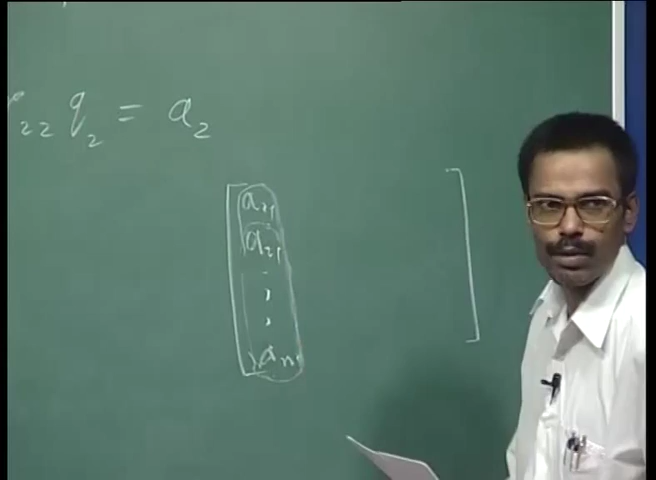 r₂₂ q₂ = a₂
a₁₁
a₂₁
⋮
aₙ₁